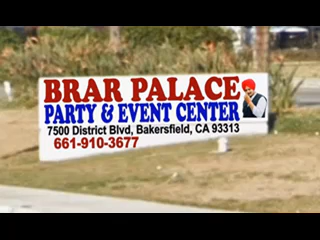 BRAR PALACE
PARTY & EVENT CENTER
7500 District Blvd, Bakersfield, CA 93313
661-910-3677